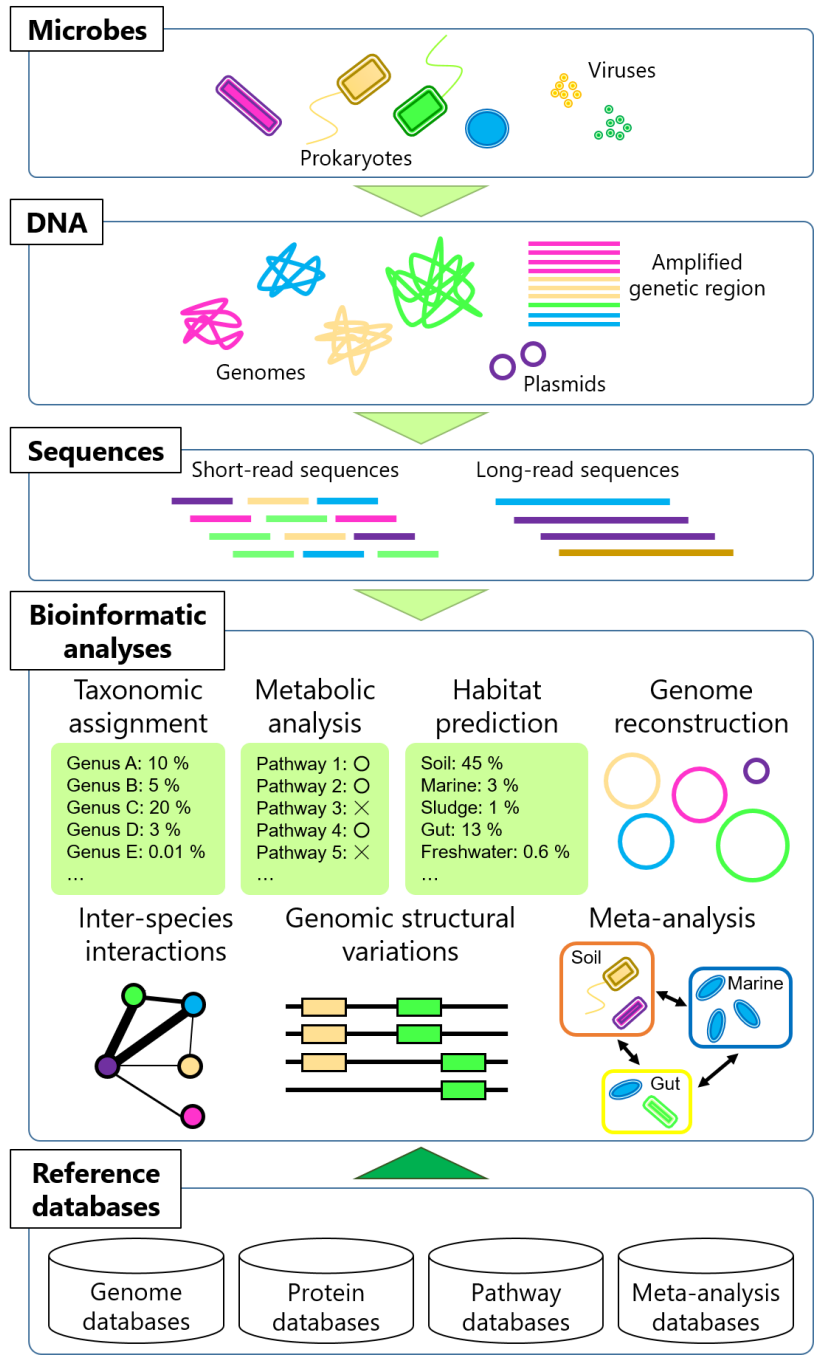 Microbes
Viruses
Prokaryotes
DNA
Amplified
genetic region
Genomes
Plasmids
Sequences
Short-read sequences
Long-read sequences
Bioinformatic
analyses
Taxonomic
assignment
Genus A: 10 %
Genus B: 5 %
Genus C: 20 %
Genus D: 3 %
Genus E: 0.01 %
…
Metabolic
analysis
Pathway 1: ○
Pathway 2: ○
Pathway 3: ×
Pathway 4: ○
Pathway 5: ×
…
Habitat
prediction
Soil: 45 %
Marine: 3 %
Sludge: 1 %
Gut: 13 %
Freshwater: 0.6 %
…
Genome
reconstruction
Inter-species
interactions
Genomic structural
variations
Meta-analysis
Soil
Marine
Gut
Reference
databases
Genome
databases
Protein
databases
Pathway
databases
Meta-analysis
databases